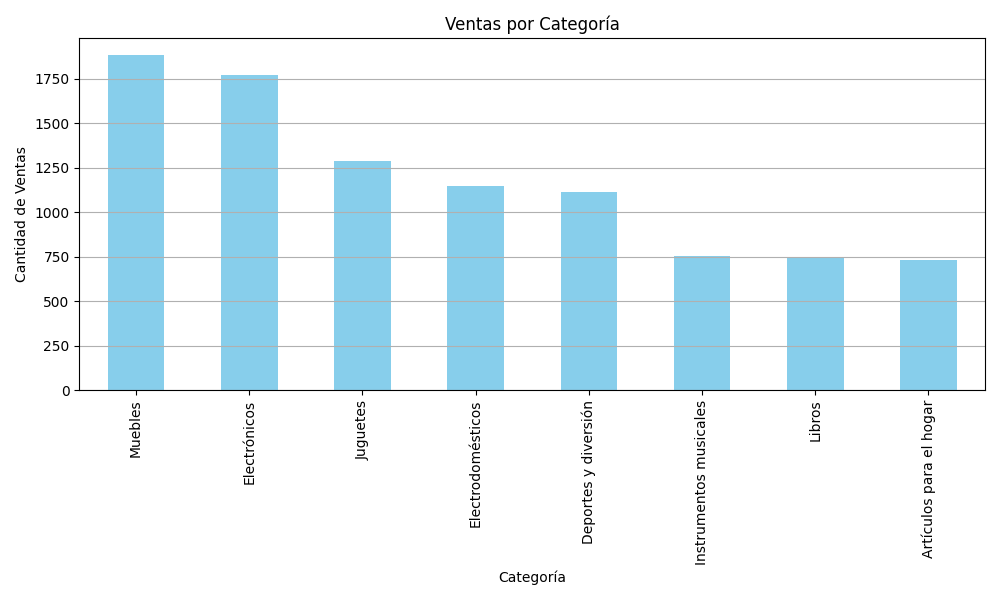 Ventas por Categoría
Cantidad de Ventas
1750
1500
1250
1000
750
500
250
0
Muebles
Electrónicos
Juguetes
Electrodomésticos
Deportes y diversión
Instrumentos musicales
Libros
Artículos para el hogar
Categoría